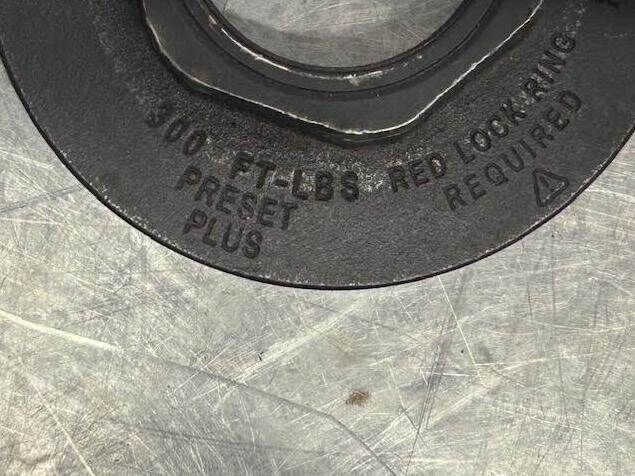 300 FT-LBS
PRESET
PLUS
RED LOCK RING
REQUIRED